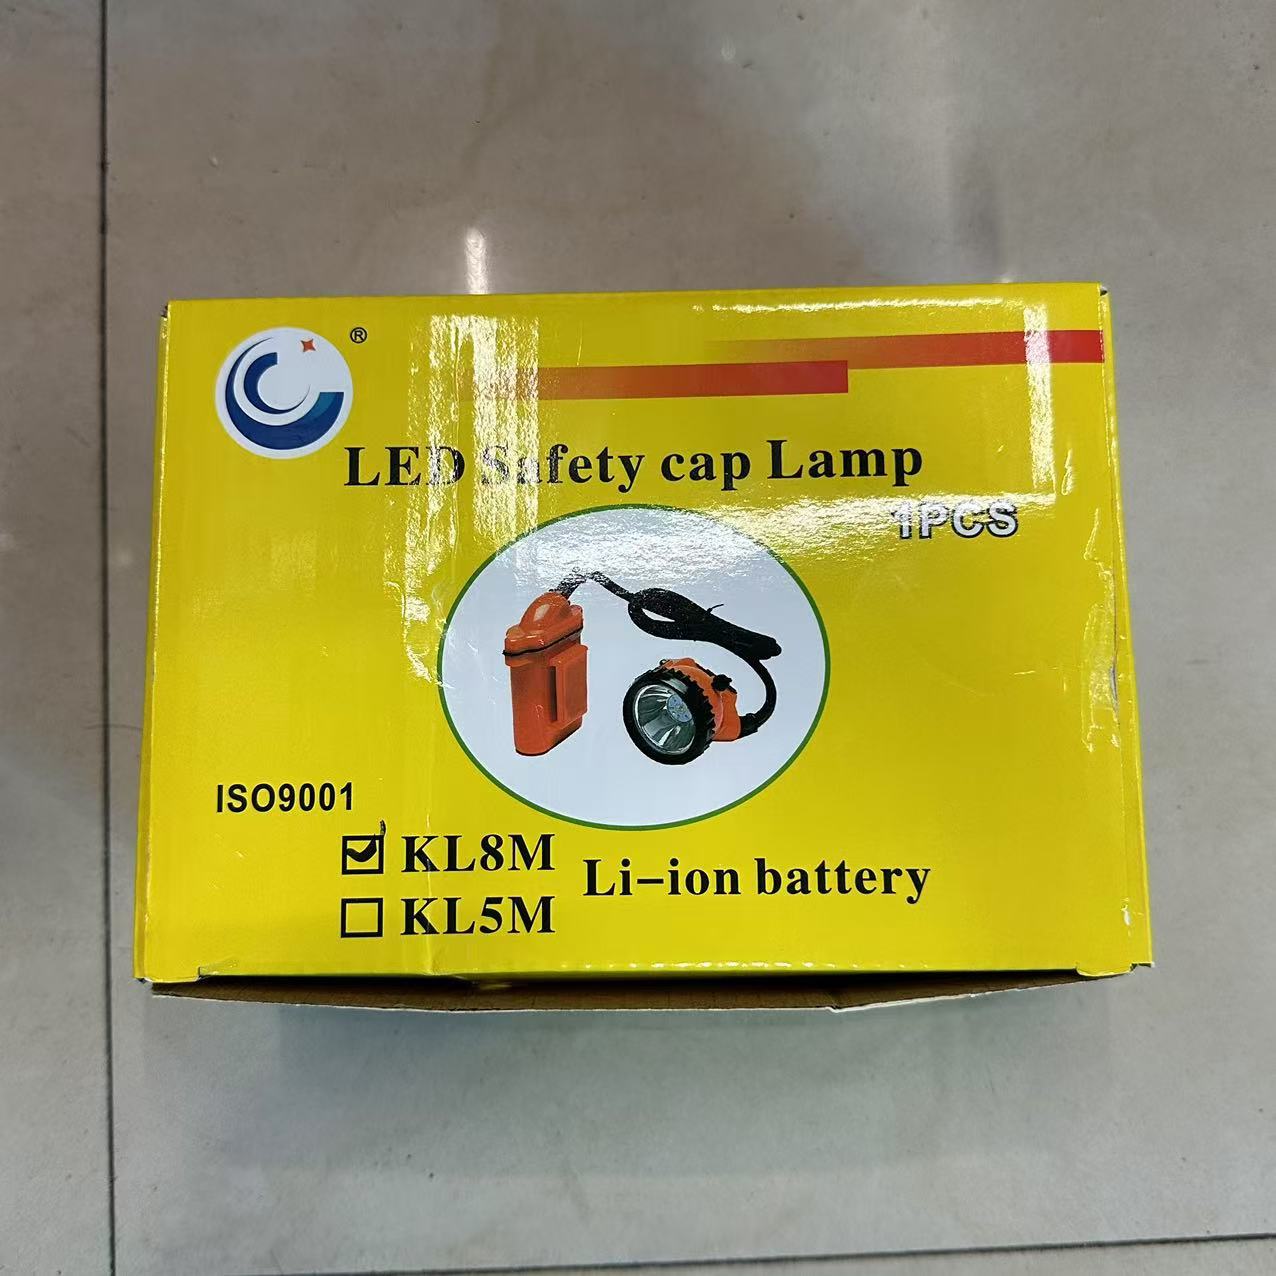 ®
LED Safety cap Lamp
1PCS
ISO9001
KL8M
Li-ion battery
KL5M